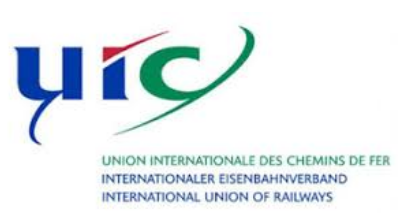 uic
UNION INTERNATIONALE DES CHEMINS DE FER
INTERNATIONALER EISENBAHNVERBAND
INTERNATIONAL UNION OF RAILWAYS